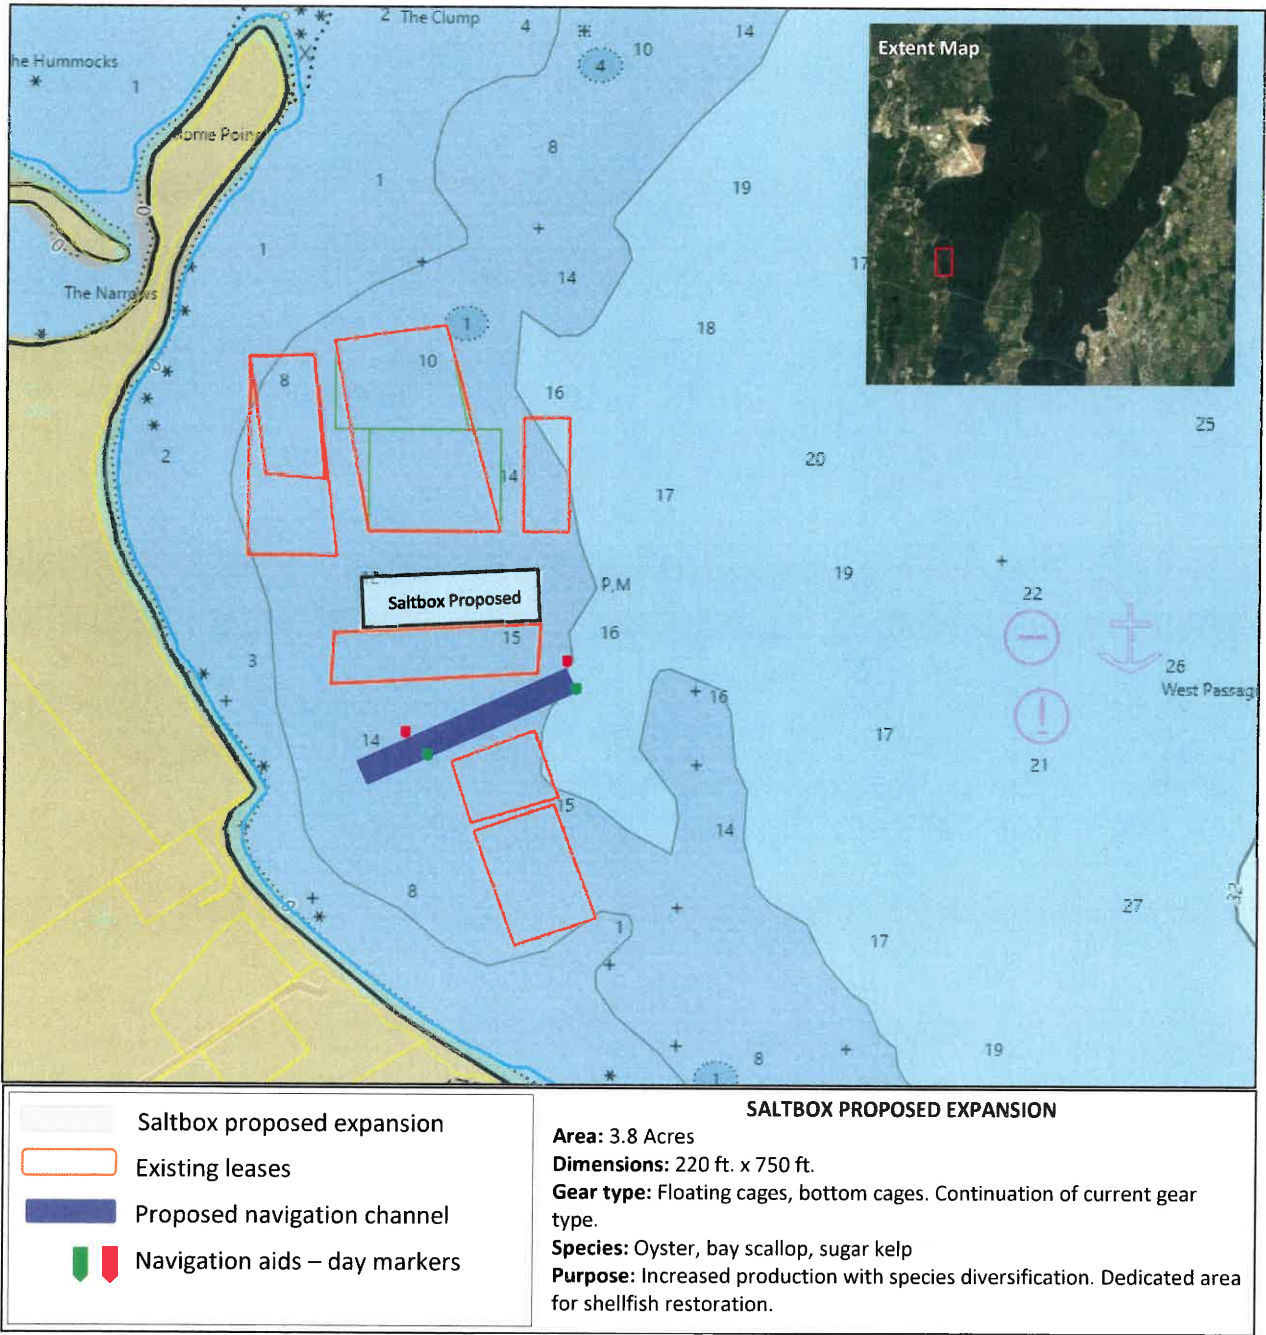 2 The Clump
4
14
10
4
Extent Map
he Hummocks
1
ome Poin
8
1
19
0
1
0
17
14
The Narrows
1
18
10
8
16
25
2
20
14
17
19
P.M
22
Saltbox Proposed
16
15
3
26
West Passag
16
14
17
21
15
14
8
32
27
1
17
19
8
1
Saltbox proposed expansion
Existing leases
Proposed navigation channel
Navigation aids – day markers
SALTBOX PROPOSED EXPANSION
Area: 3.8 Acres
Dimensions: 220 ft. x 750 ft.
Gear type: Floating cages, bottom cages. Continuation of current gear
type.
Species: Oyster, bay scallop, sugar kelp
Purpose: Increased production with species diversification. Dedicated area
for shellfish restoration.